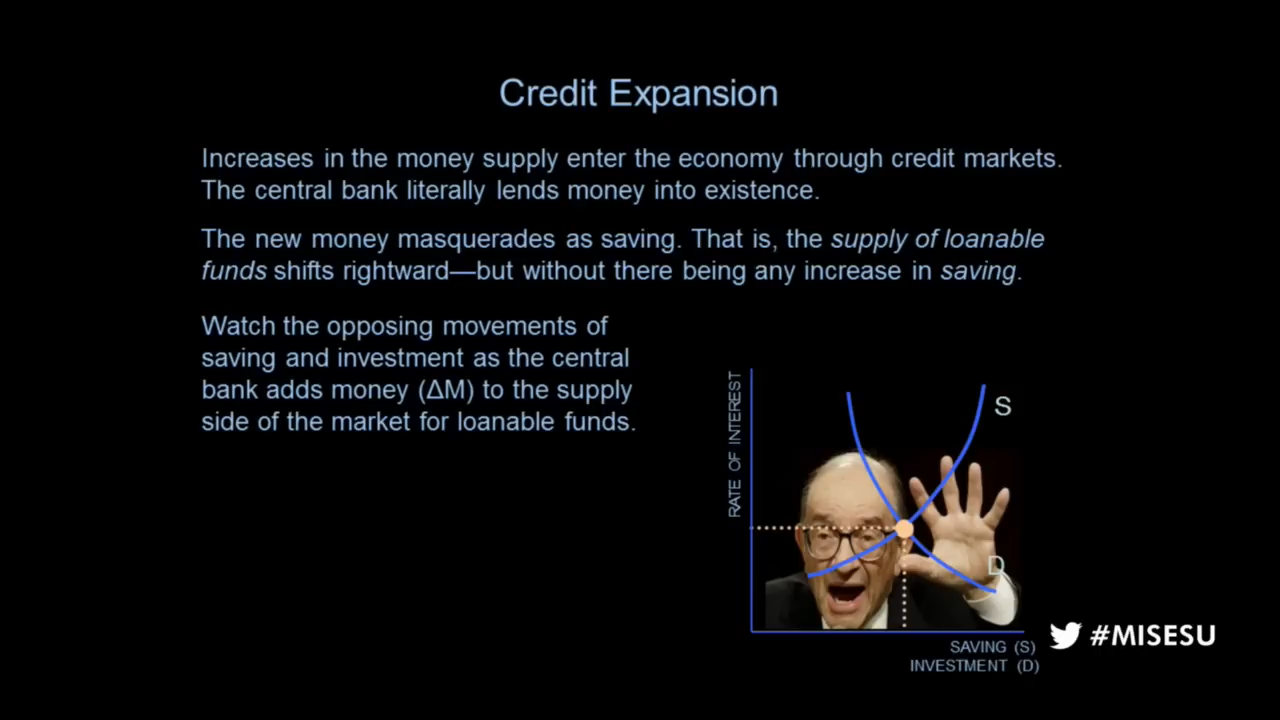 Credit Expansion
Increases in the money supply enter the economy through credit markets.
The central bank literally lends money into existence.
The new money masquerades as saving. That is, the supply of loanable
funds shifts rightward—but without there being any increase in saving.
Watch the opposing movements of
saving and investment as the central
bank adds money (ΔM) to the supply
side of the market for loanable funds.
RATE OF INTEREST
S
D
SAVING (S)
INVESTMENT (D)
#MISESU